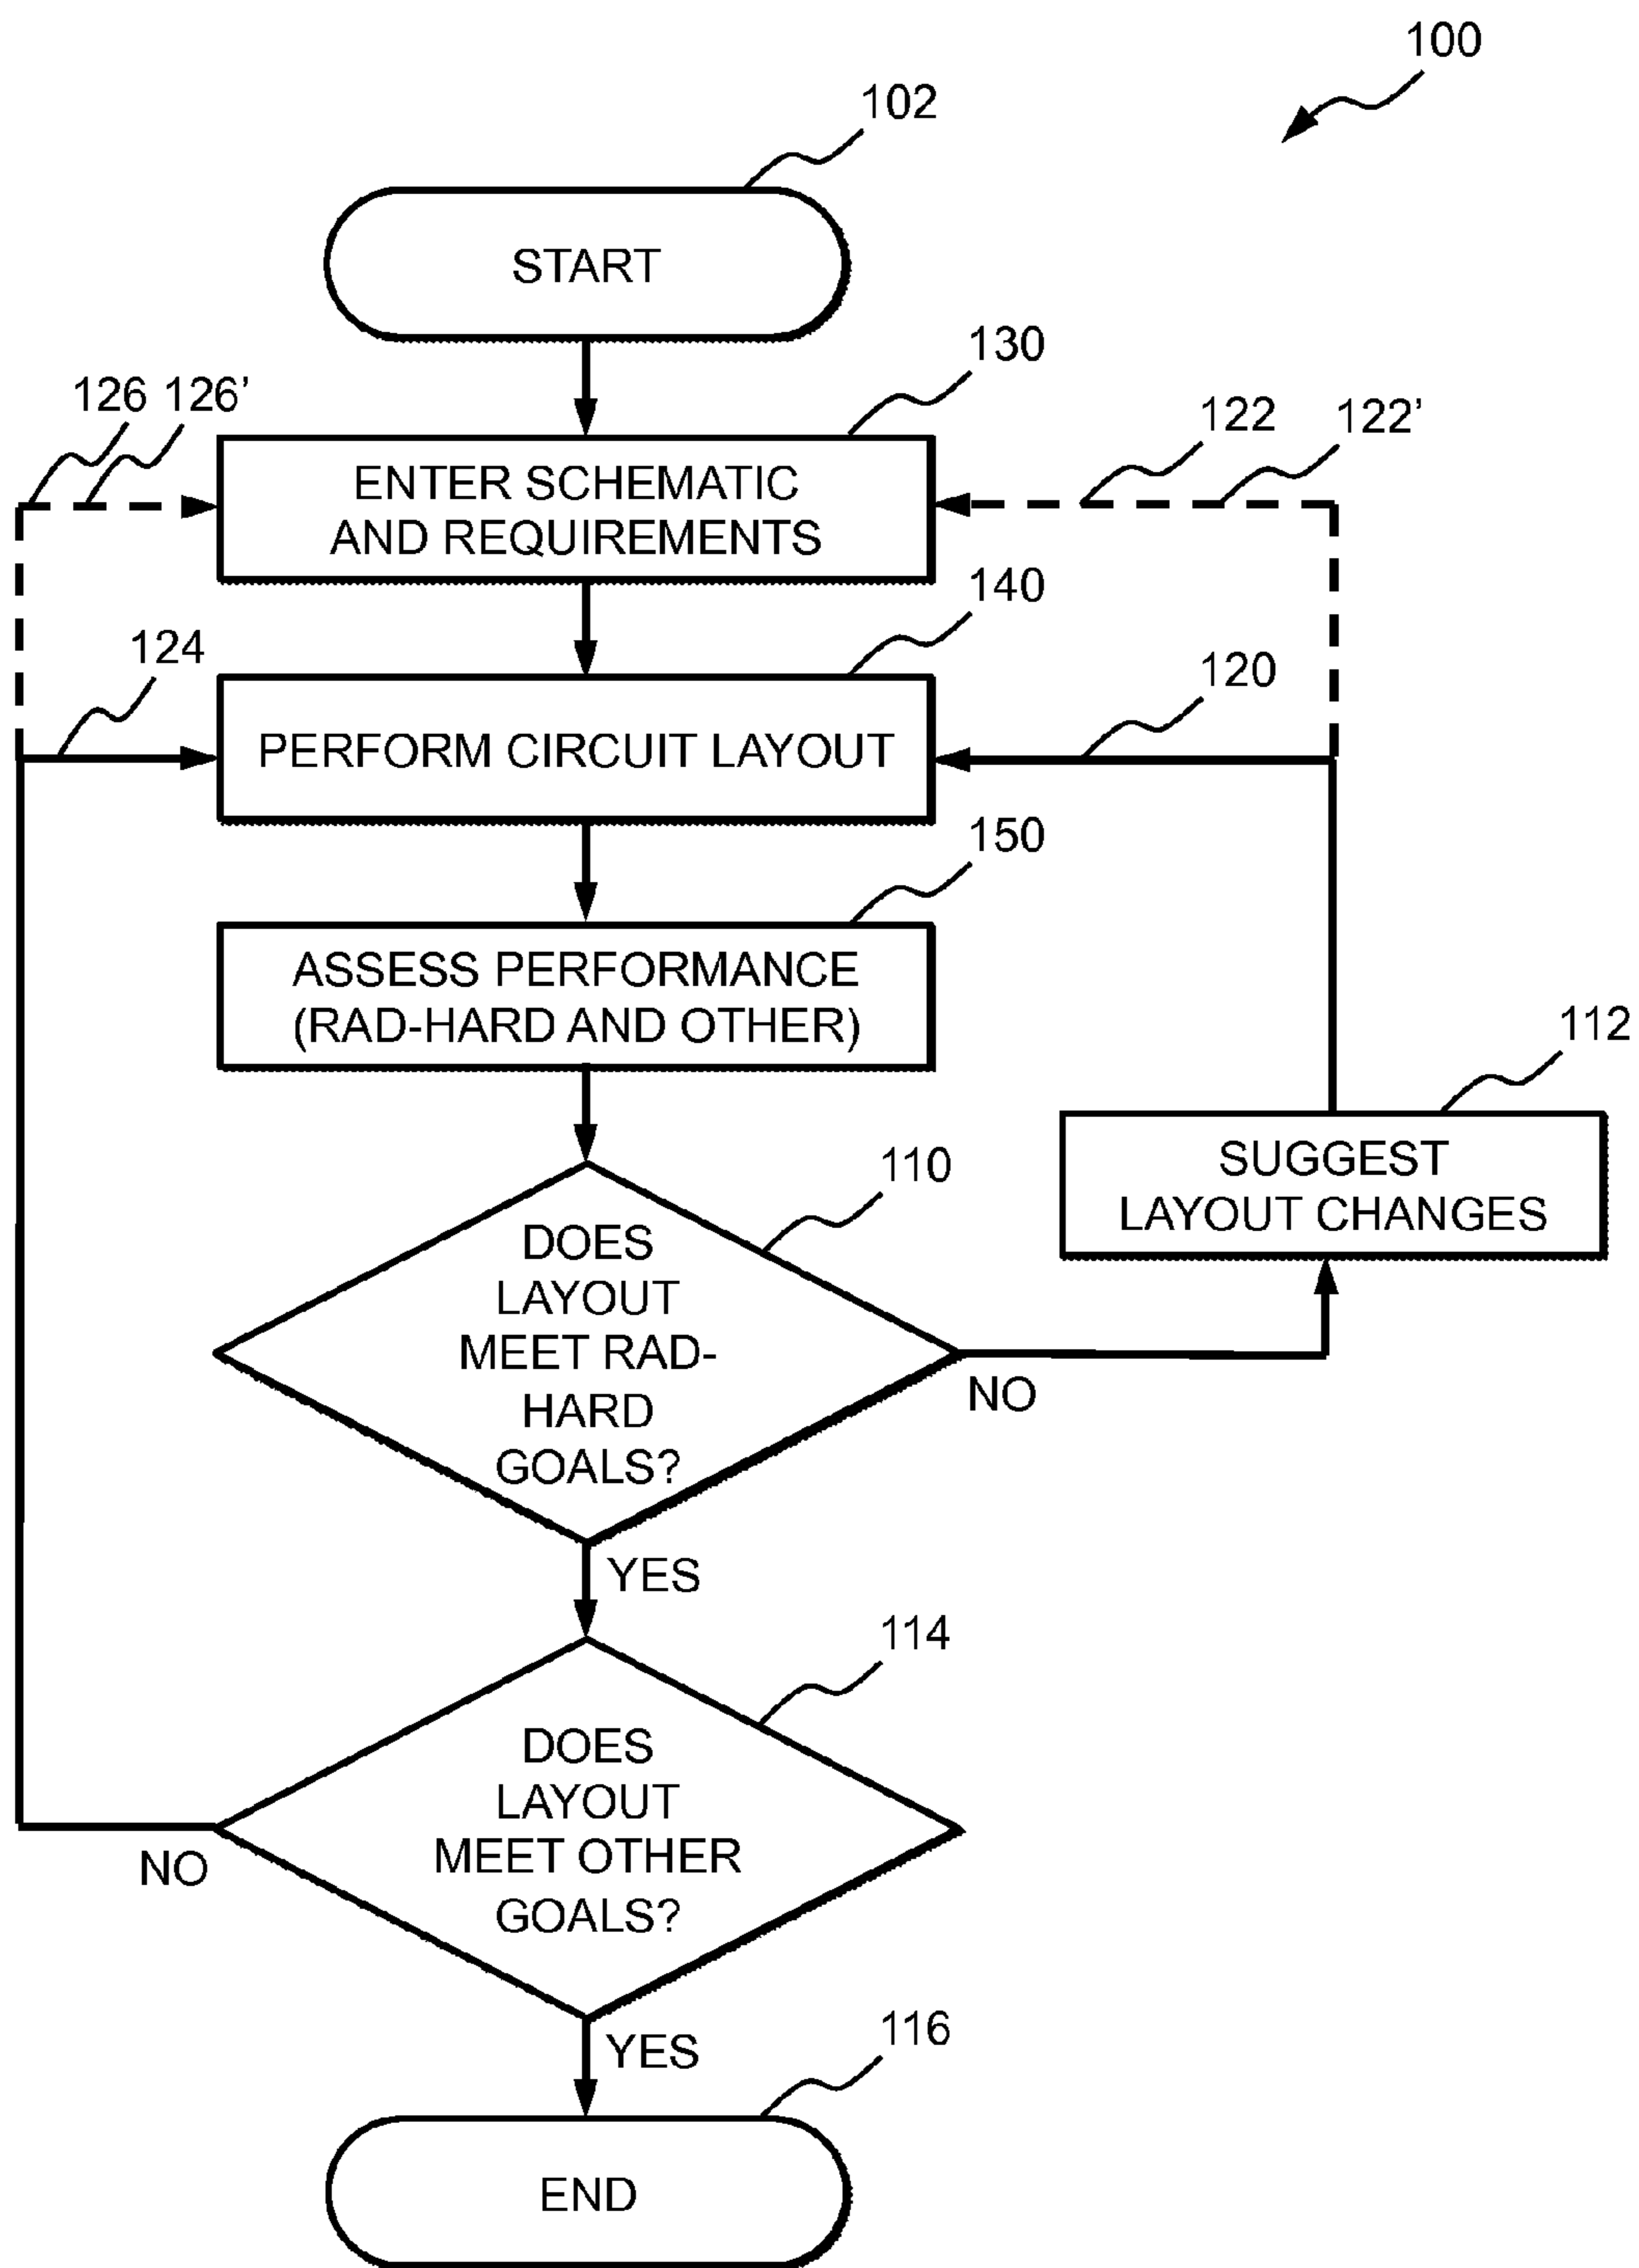 100
102
START
130
126 126'
122
122'
ENTER SCHEMATIC
AND REQUIREMENTS
140
124
120
PERFORM CIRCUIT LAYOUT
150
ASSESS PERFORMANCE
(RAD-HARD AND OTHER)
112
SUGGEST
LAYOUT CHANGES
110
DOES
LAYOUT
MEET RAD-
HARD
GOALS?
NO
YES
114
DOES
LAYOUT
MEET OTHER
GOALS?
NO
YES
116
END